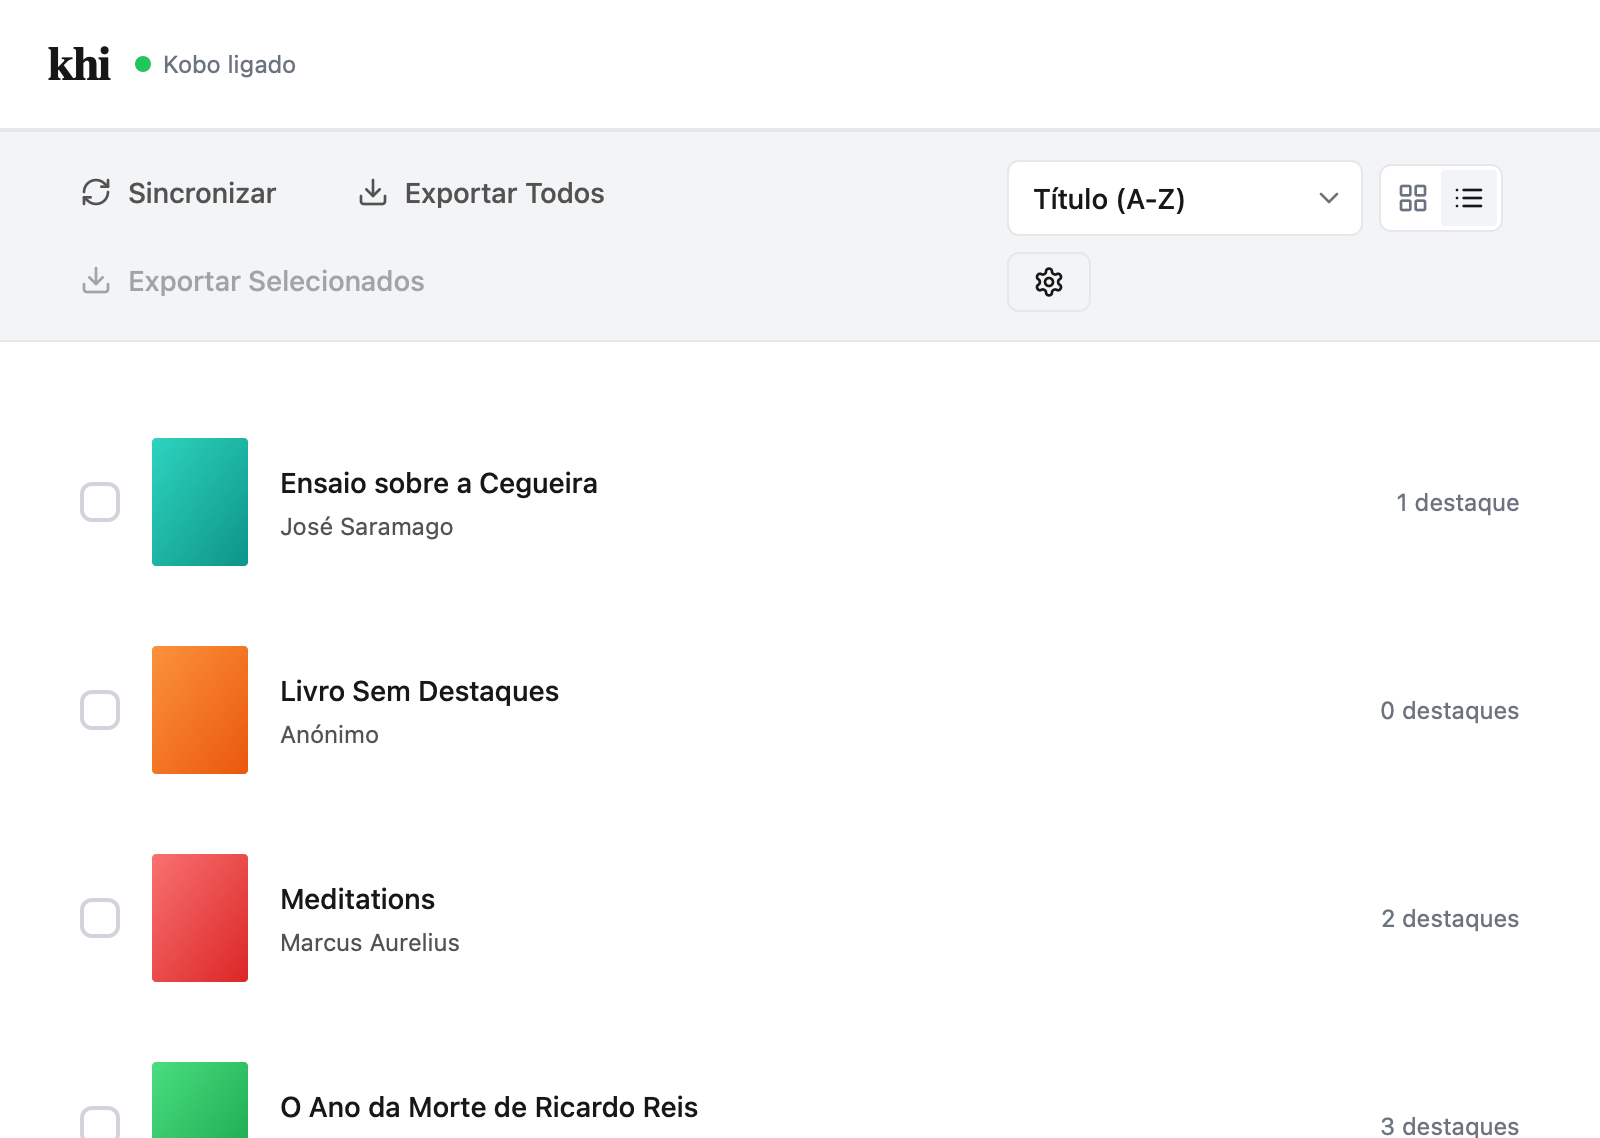 khi
Kobo ligado
Sincronizar
Exportar Todos
Título (A-Z)
Exportar Selecionados
Ensaio sobre a Cegueira
José Saramago
1 destaque
Livro Sem Destaques
Anónimo
0 destaques
Meditations
Marcus Aurelius
2 destaques
O Ano da Morte de Ricardo Reis
3 destaques